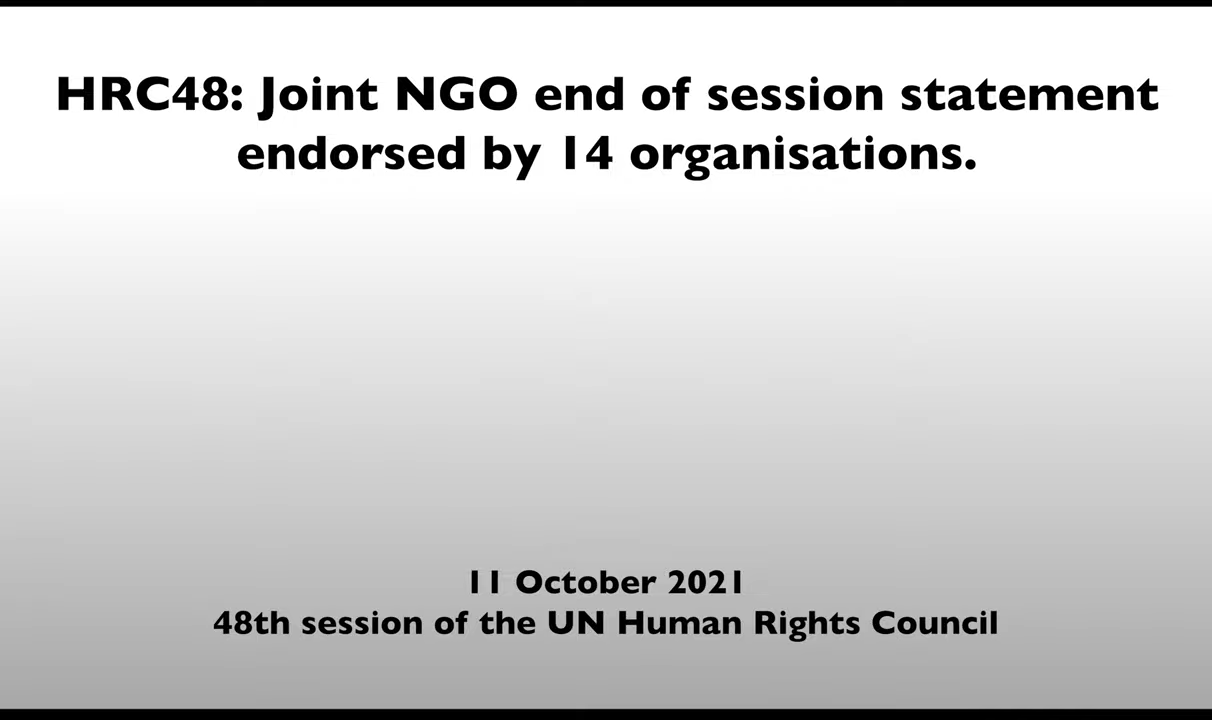 HRC48: Joint NGO end of session statement
endorsed by 14 organisations.
11 October 2021
48th session of the UN Human Rights Council